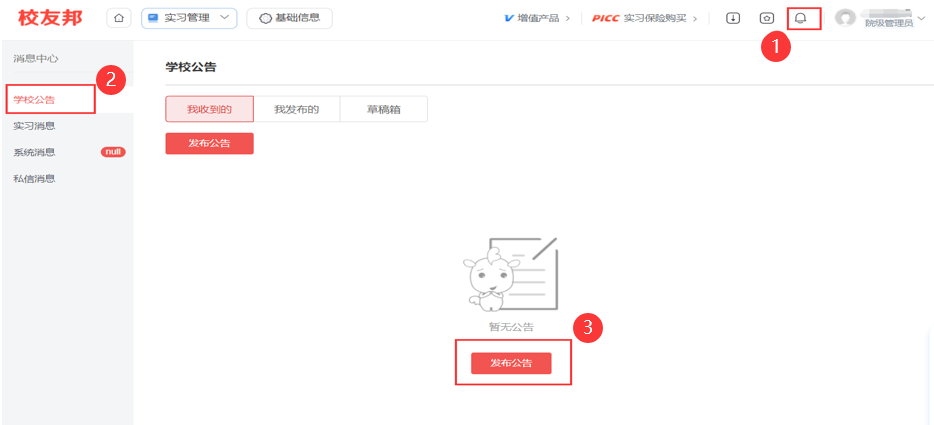 校友邦 实习管理 基础信息 增值产品 PICC 实习保险购买
院级管理员
1
消息中心
2
学校公告
实习消息
系统消息 null
私信消息
学校公告
我收到的 我发布的 草稿箱
发布公告
暂无公告
3
发布公告